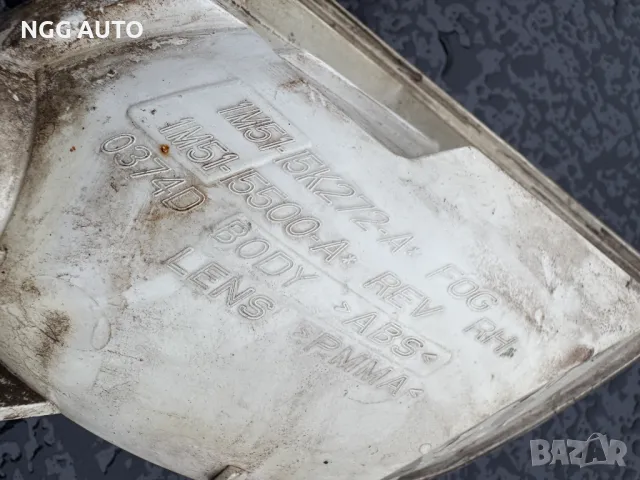 NGG AUTO
1M51-15K272-A FOG
1M51-15500-A REV RH
0374D BODY >ABS<
LENS >PMMA<
BAZAR